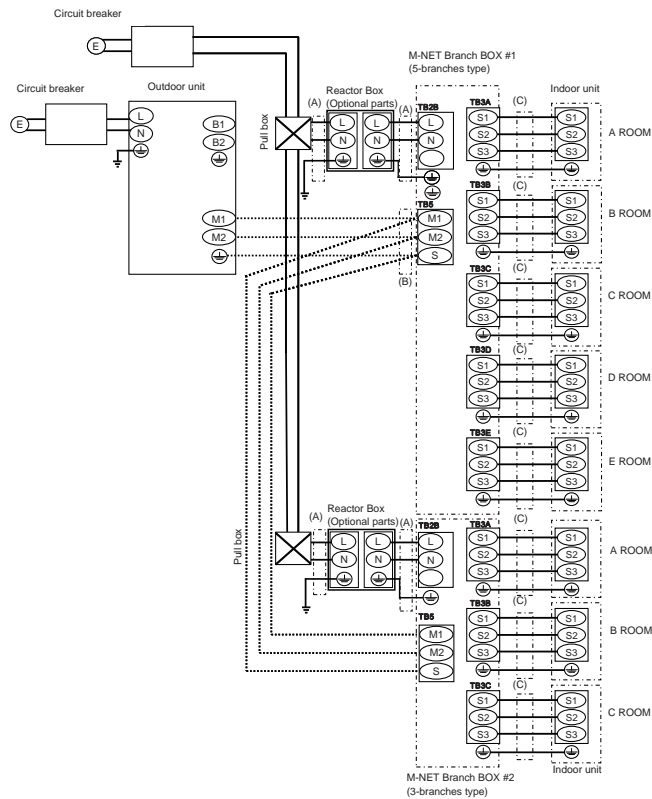 Circuit breaker
E
Circuit breaker
E
Outdoor unit
L
N
B1
B2
M1
M2
Pull box
(A)
Reactor Box
(Optional parts)
(A)
L
N
L
N
M-NET Branch BOX #1
(5-branches type)
TB2B
L
N
TB5
M1
M2
S
(B)
Indoor unit
TB3A
(C)
S1
S1
S2
S2
S3
S3
A ROOM
TB3B
(C)
S1
S1
S2
S2
S3
S3
B ROOM
TB3C
(C)
S1
S1
S2
S2
S3
S3
C ROOM
TB3D
(C)
S1
S1
S2
S2
S3
S3
D ROOM
TB3E
(C)
S1
S1
S2
S2
S3
S3
E ROOM
Pull box
(A)
Reactor Box
(Optional parts)
(A)
L
N
L
N
TB2B
L
N
TB5
M1
M2
S
TB3A
(C)
S1
S1
S2
S2
S3
S3
A ROOM
TB3B
(C)
S1
S1
S2
S2
S3
S3
B ROOM
TB3C
(C)
S1
S1
S2
S2
S3
S3
C ROOM
Indoor unit
M-NET Branch BOX #2
(3-branches type)